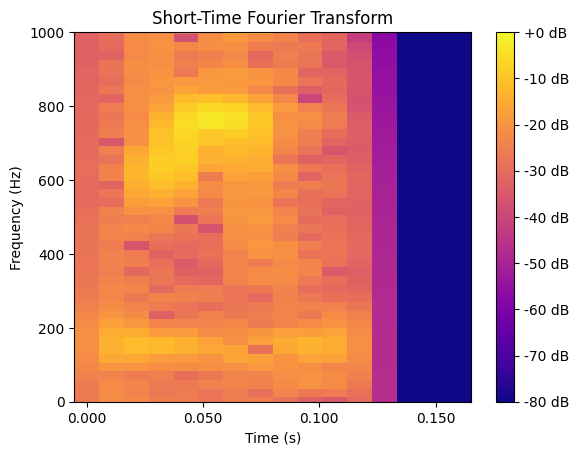 Short-Time Fourier Transform
1000
800
600
400
200
0
Frequency (Hz)
0.000
0.050
0.100
0.150
Time (s)
+0 dB
-10 dB
-20 dB
-30 dB
-40 dB
-50 dB
-60 dB
-70 dB
-80 dB